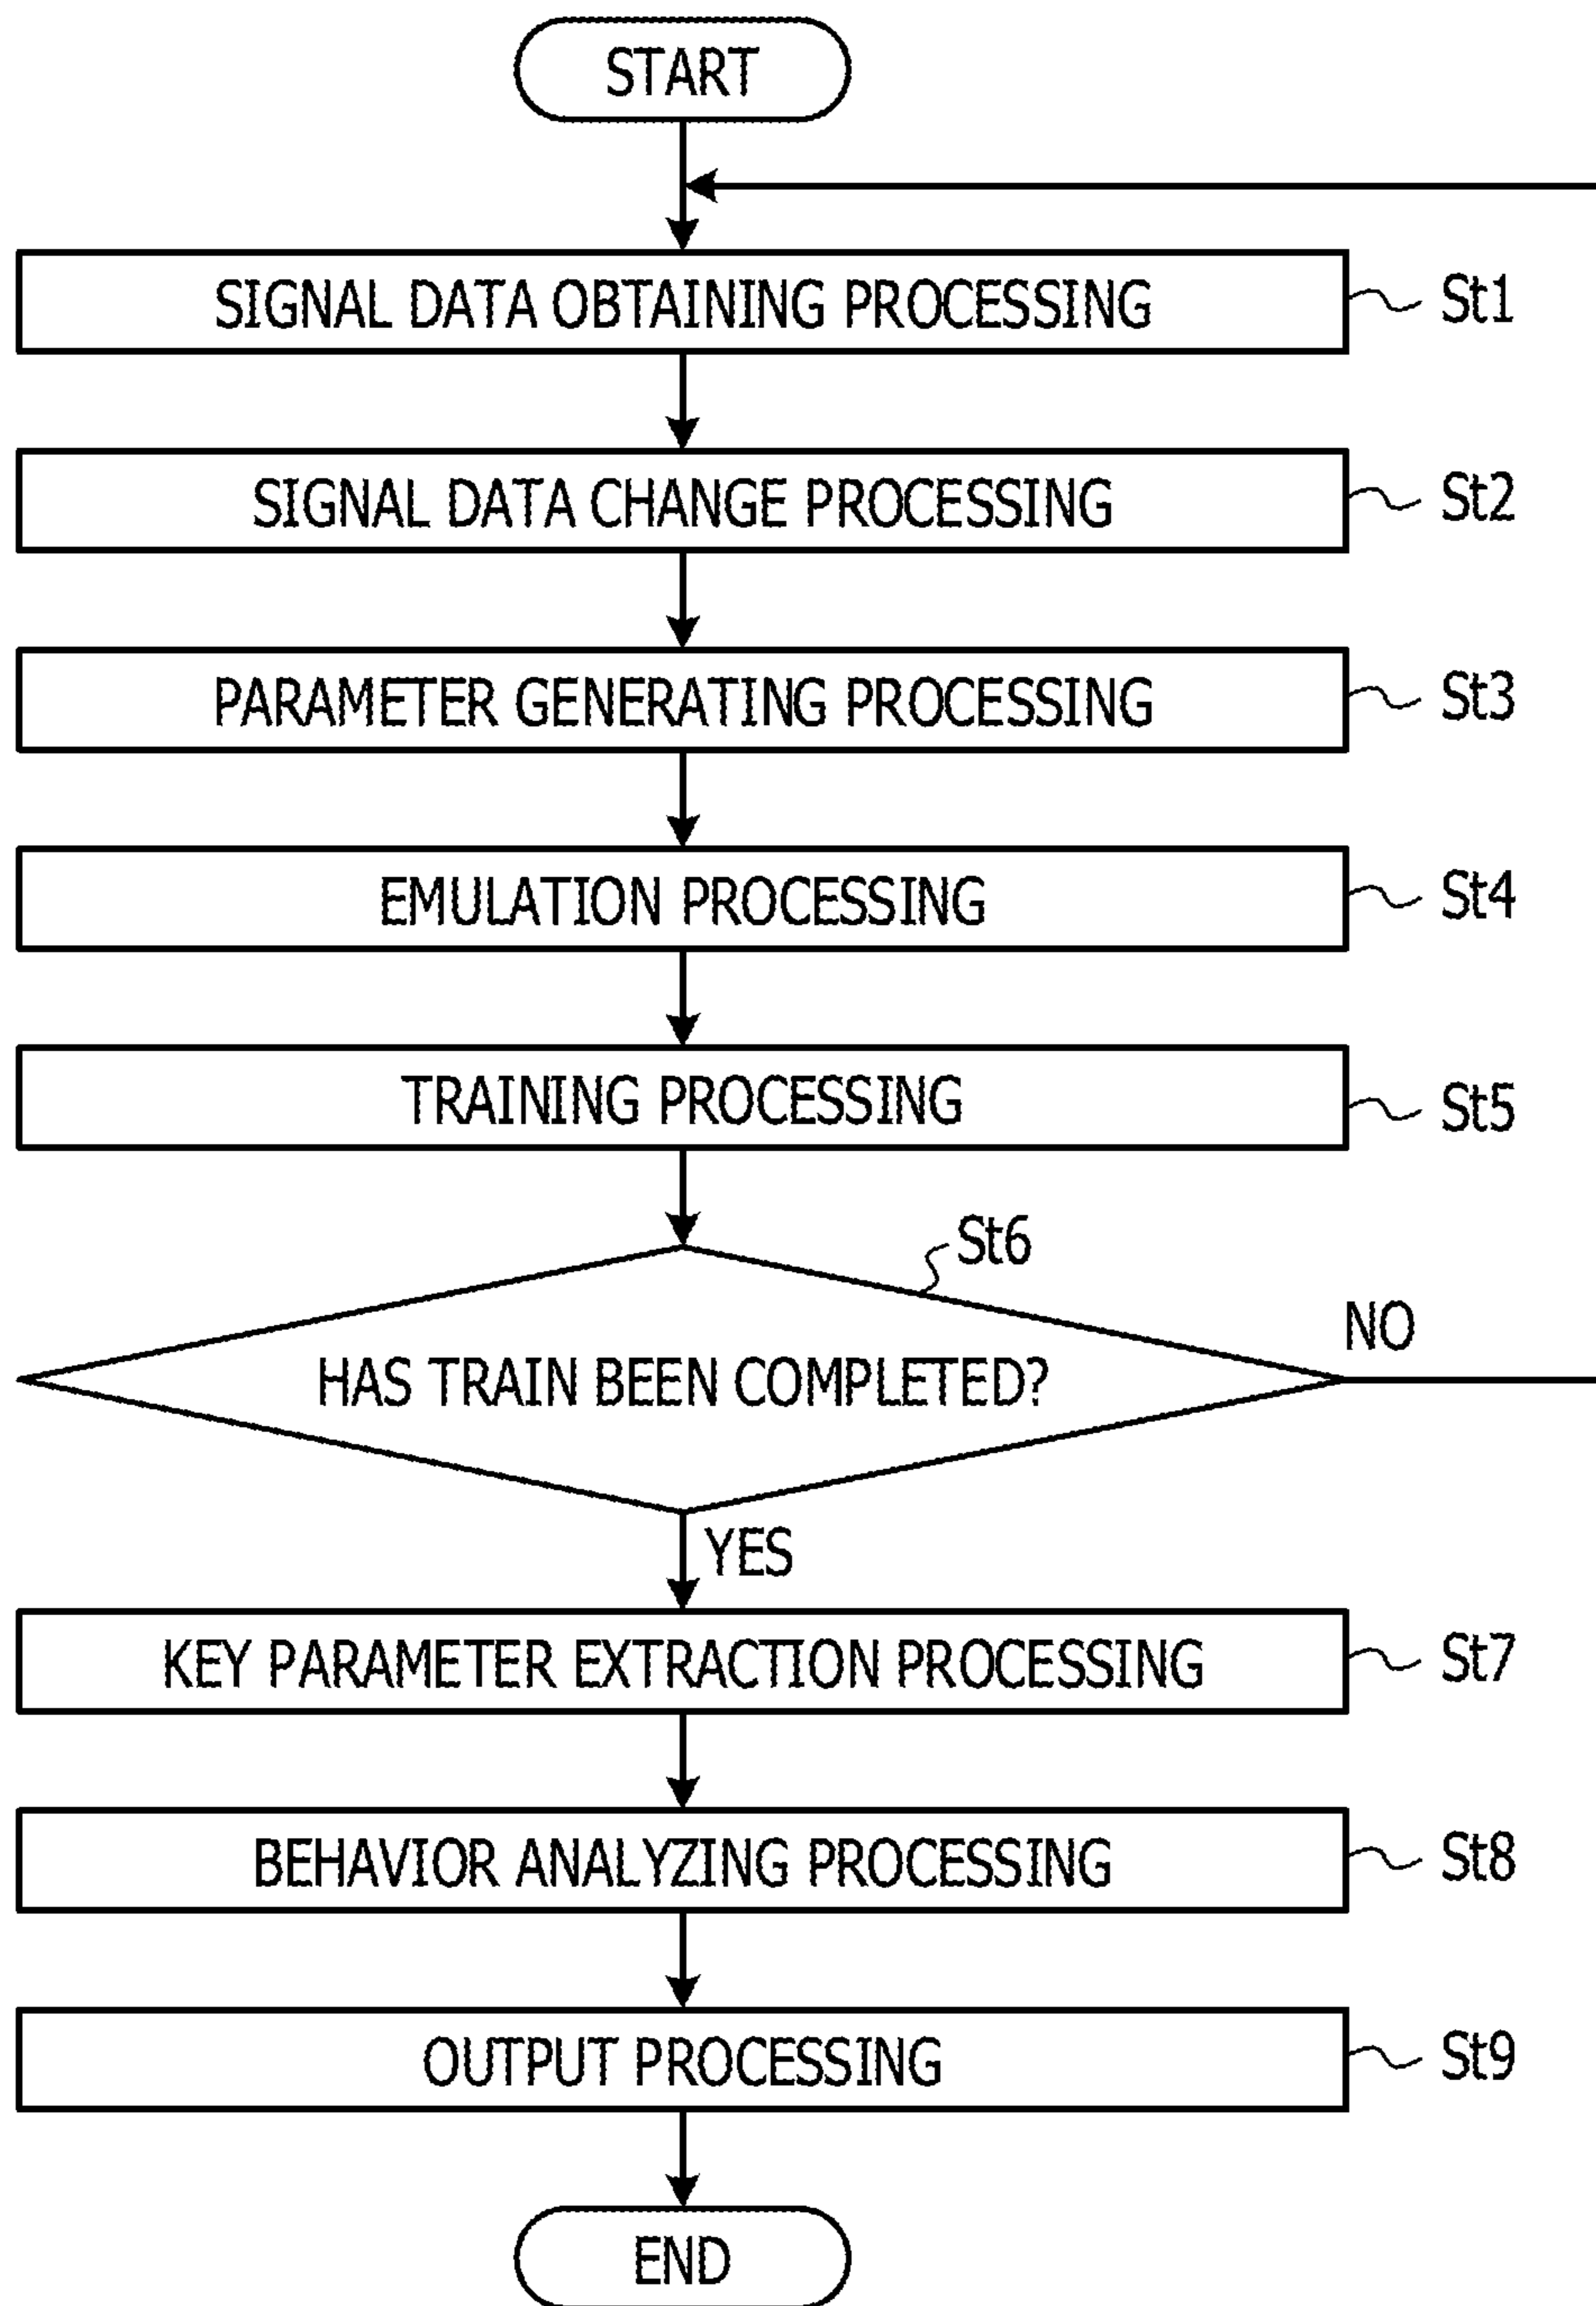 START
SIGNAL DATA OBTAINING PROCESSING
St1
SIGNAL DATA CHANGE PROCESSING
St2
PARAMETER GENERATING PROCESSING
St3
EMULATION PROCESSING
St4
TRAINING PROCESSING
St5
St6
HAS TRAIN BEEN COMPLETED?
NO
YES
KEY PARAMETER EXTRACTION PROCESSING
St7
BEHAVIOR ANALYZING PROCESSING
St8
OUTPUT PROCESSING
St9
END